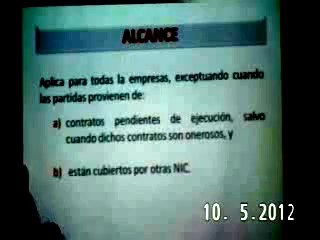 ALCANCE
Aplica para todas la empresas, exceptuando cuando
las partidas provienen de:
a) contratos pendientes de ejecución, salvo
cuando dichos contratos son onerosos, y
b) están cubiertos por otras NIC.
10. 5.2012